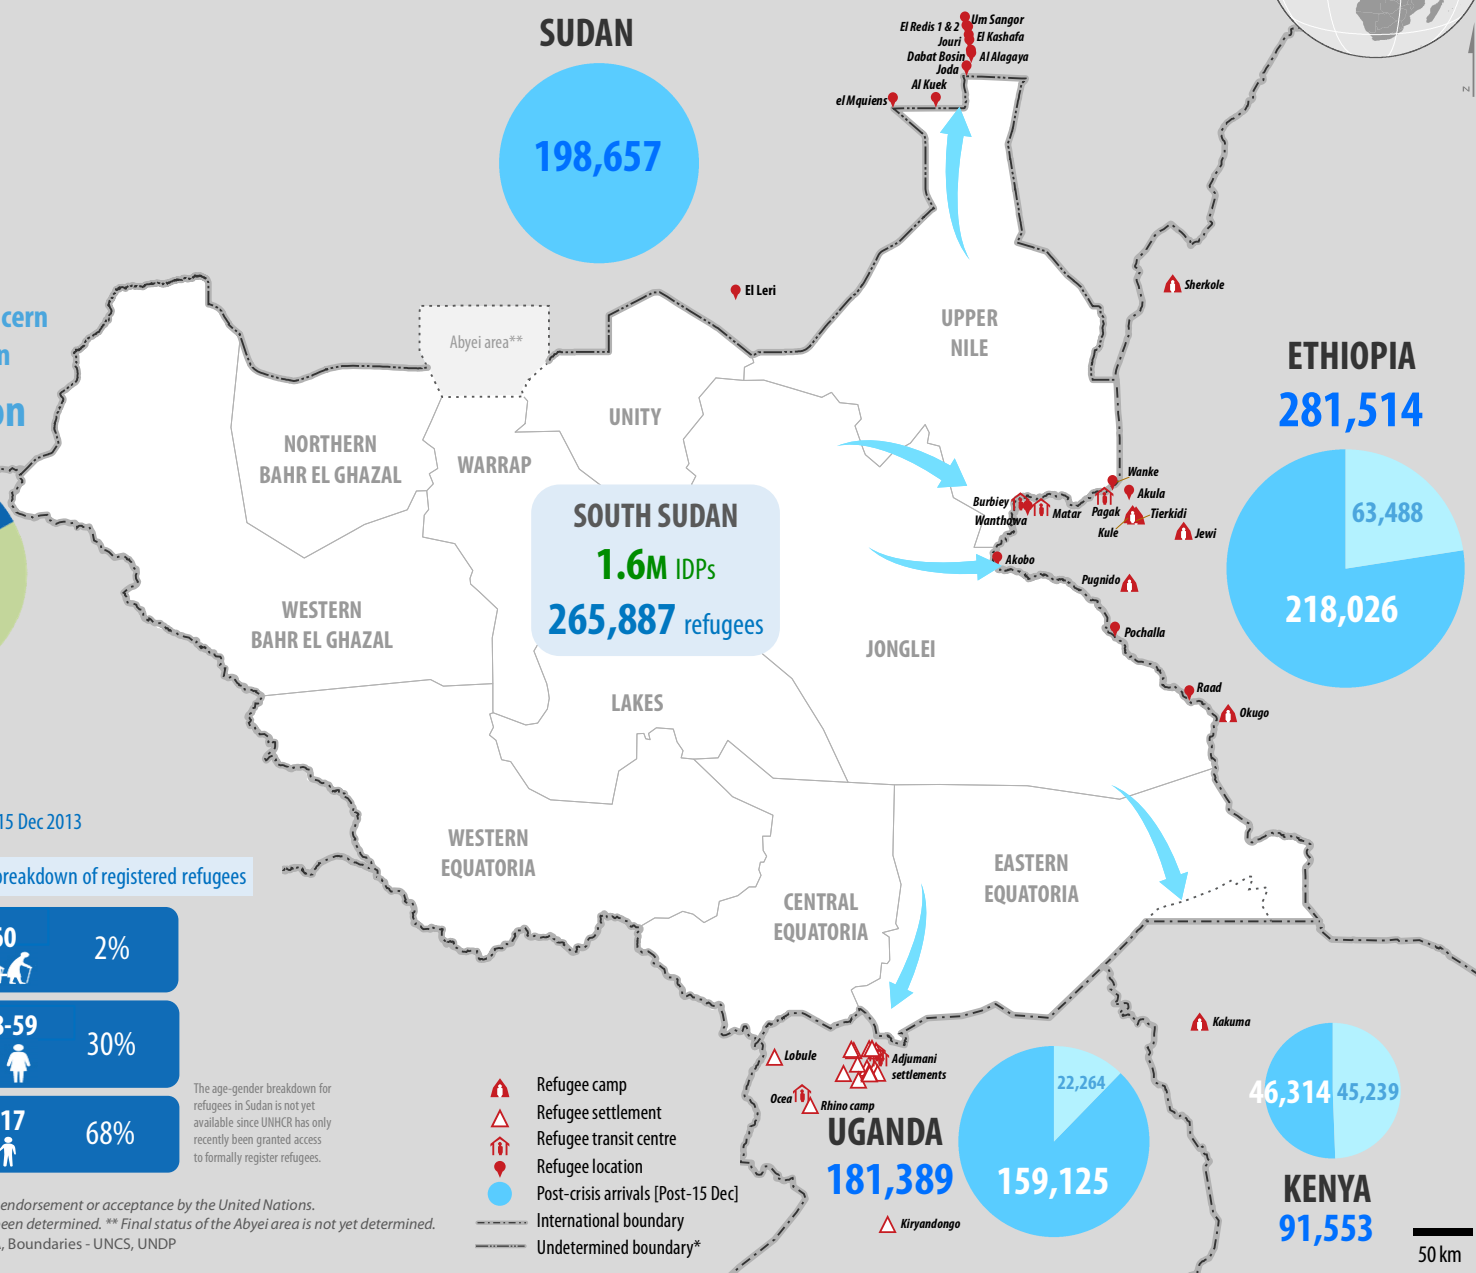 SUDAN
198,657
Um Sangor
El Redis 1 & 2
El Kashafa
Jouri
Dabat Bosin
Al Alagaya
Joda
Al Kuek
el Mquiens
El Leri
Sherkole
N
cern
n
on
Abyei area**
UPPER
NILE
ETHIOPIA
281,514
63,488
218,026
UNITY
NORTHERN
BAHR EL GHAZAL
WARRAP
Wanke
Burbiey
Akula
Wanthowa
Matar
Pagak
Tierkidi
Kule
Jewi
Akobo
Pugnido
Pochalla
Raad
Okugo
SOUTH SUDAN
1.6M IDPs
265,887 refugees
WESTERN
BAHR EL GHAZAL
JONGLEI
LAKES
WESTERN
EQUATORIA
EASTERN
EQUATORIA
CENTRAL
EQUATORIA
15 Dec 2013
breakdown of registered refugees
60
2%
8-59
30%
17
68%
The age-gender breakdown for
refugees in Sudan is not yet
available since UNHCR has only
recently been granted access
to formally register refugees.
endorsement or acceptance by the United Nations.
een determined. ** Final status of the Abyei area is not yet determined.
., Boundaries - UNCS, UNDP
Refugee camp
Refugee settlement
Refugee transit centre
Refugee location
Post-crisis arrivals [Post-15 Dec]
International boundary
Undetermined boundary*
Lobule
Adjumani
settlements
Ocea
Rhino camp
Kiryandongo
UGANDA
181,389
22,264
159,125
Kakuma
46,314
45,239
KENYA
91,553
50 km